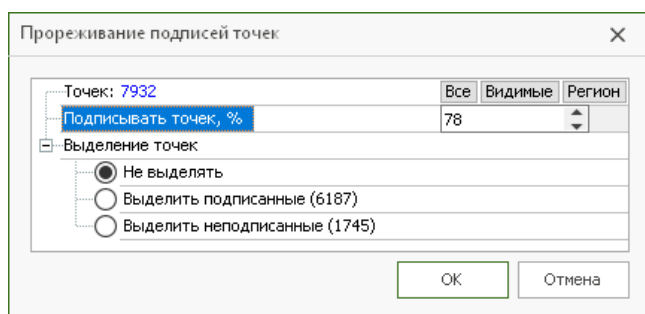 Прореживание подписей точек
Точек: 7932 Все Видимые Регион
Подписывать точек, % 78
Выделение точек
Не выделять
Выделить подписанные (6187)
Выделить неподписанные (1745)
ОК Отмена